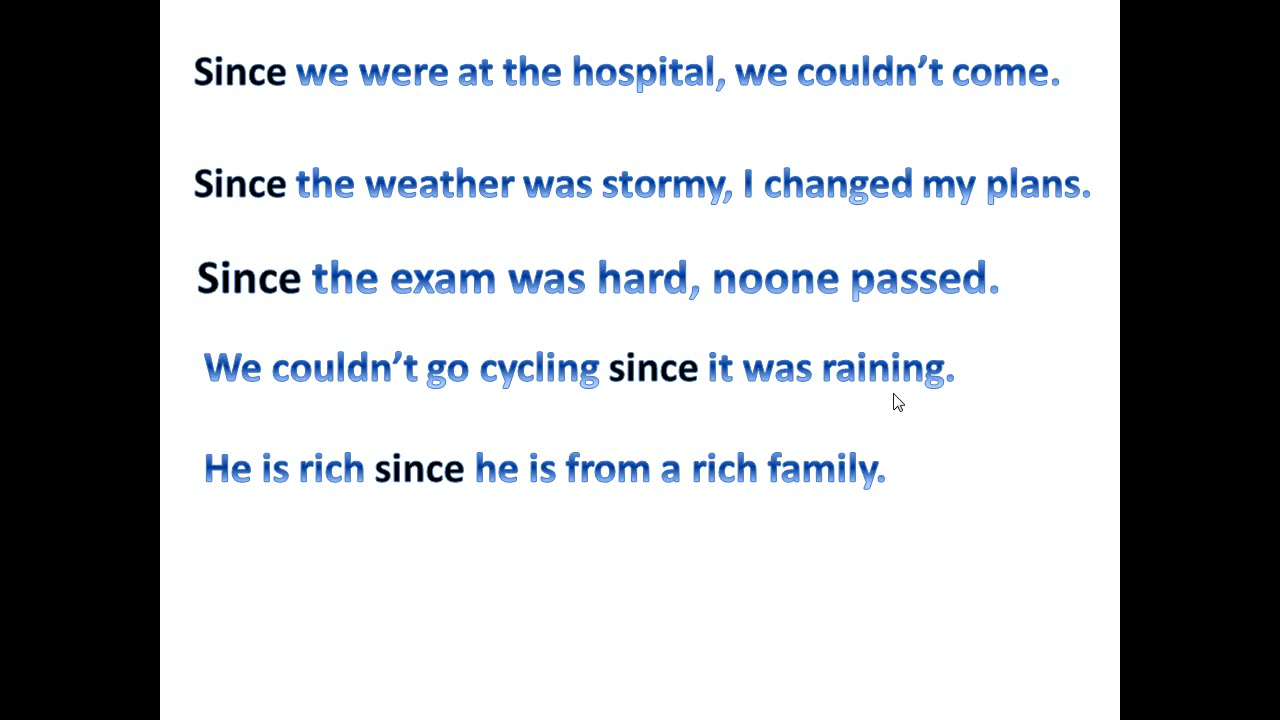 Since we were at the hospital, we couldn’t come.
Since the weather was stormy, I changed my plans.
Since the exam was hard, noone passed.
We couldn’t go cycling since it was raining.
He is rich since he is from a rich family.